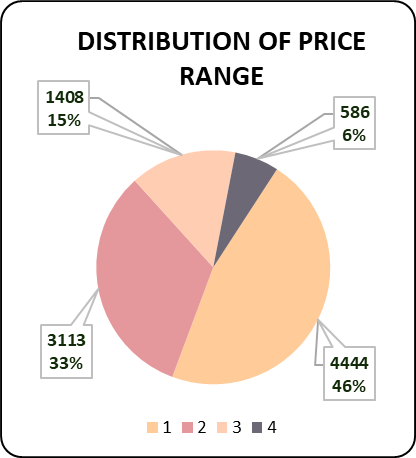 DISTRIBUTION OF PRICE
RANGE
1408
15%
586
6%
3113
33%
4444
46%
1 2 3 4